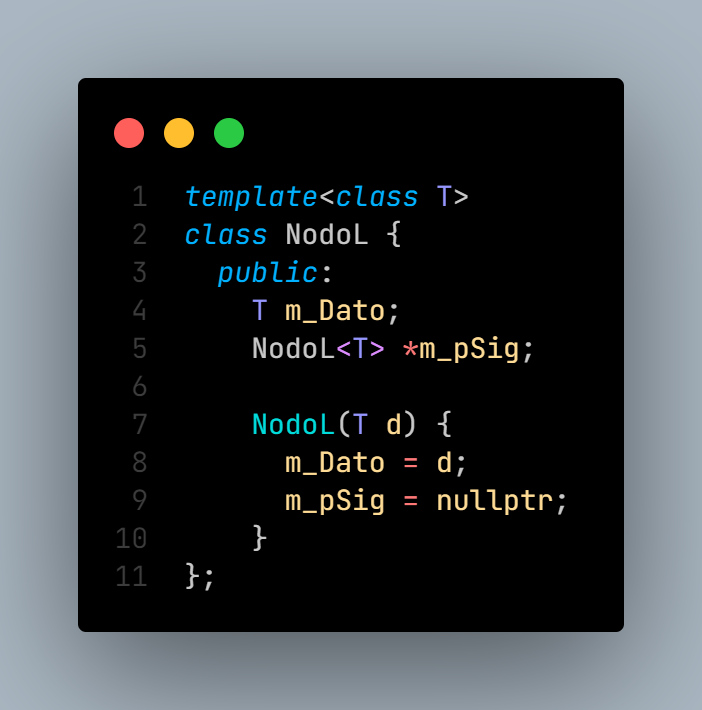 1 template<class T>
2 class NodoL {
3   public:
4     T m_Dato;
5     NodoL<T> *m_pSig;
6
7     NodoL(T d) {
8       m_Dato = d;
9       m_pSig = nullptr;
10     }
11 };